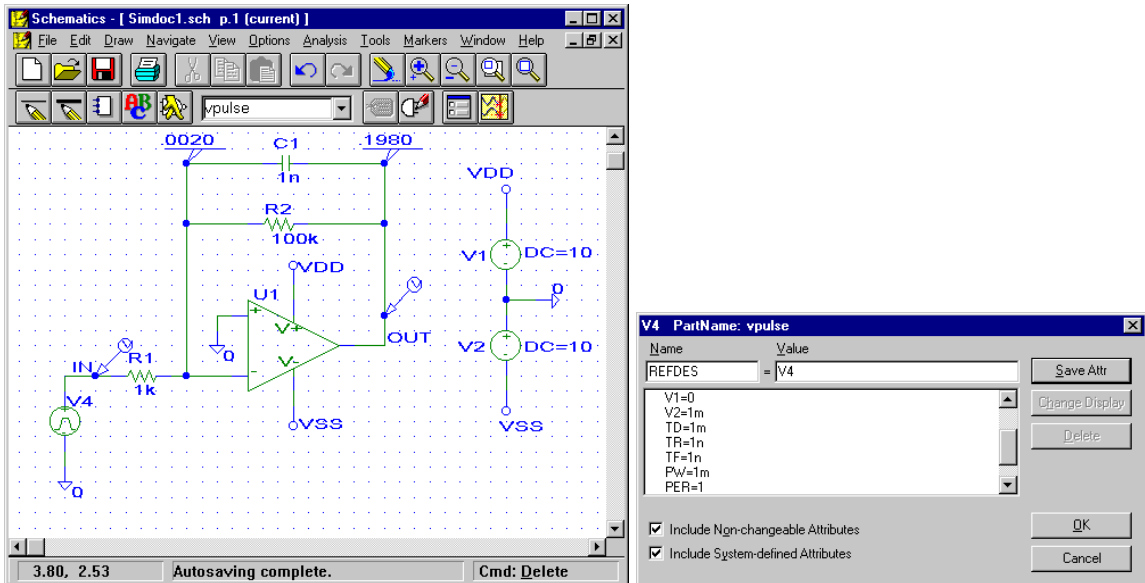 Schematics - [ Simdoc1.sch p.1 (current) ]
File Edit Draw Navigate View Options Analysis Tools Markers Window Help
ABC
vpulse
.0020 C1 .1980
1n
VDD
R2
100k
VDD
V1 DC=10
U1
0
V+
OUT
V2 DC=10
V
V
0
V-
IN R1
1k
V4
VSS
VSS
0
3.80, 2.53 Autosaving complete. Cmd: Delete
V4 PartName: vpulse
Name Value
REFDES = V4 Save Attr
V1=0
V2=1m
TD=1m
TR=1n
TF=1n
PW=1m
PER=1
Change Display
Delete
Include Non-changeable Attributes
Include System-defined Attributes
OK
Cancel